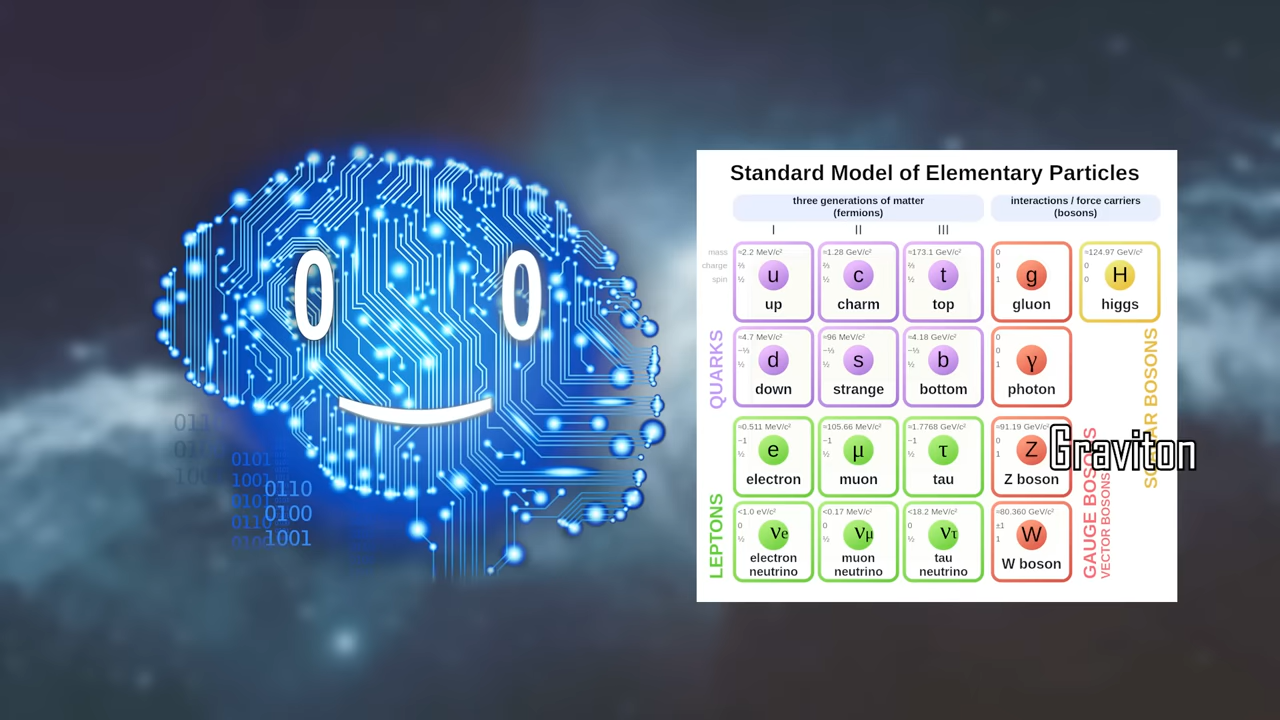 Standard Model of Elementary Particles
three generations of matter
(fermions)
interactions / force carriers
(bosons)
I
II
III
mass
charge
spin
≈2.2 MeV/c²
⅔
½
u
up
≈1.28 GeV/c²
⅔
½
c
charm
≈173.1 GeV/c²
⅔
½
t
top
0
0
1
g
gluon
≈124.97 GeV/c²
0
0
H
higgs
QUARKS
≈4.7 MeV/c²
−⅓
½
d
down
≈96 MeV/c²
−⅓
½
s
strange
≈4.18 GeV/c²
−⅓
½
b
bottom
0
0
1
γ
photon
LEPTONS
≈0.511 MeV/c²
−1
½
e
electron
≈105.66 MeV/c²
−1
½
μ
muon
≈1.7768 GeV/c²
−1
½
τ
tau
≈91.19 GeV/c²
0
1
Z
Z boson
Graviton
<1.0 eV/c²
0
½
νe
electron
neutrino
<0.17 MeV/c²
0
½
νμ
muon
neutrino
<18.2 MeV/c²
0
½
ντ
tau
neutrino
≈80.360 GeV/c²
±1
1
W
W boson
GAUGE BOSONS
VECTOR BOSONS
SCALAR BOSONS
0 0
011
0101
1001
0110
0100
1001